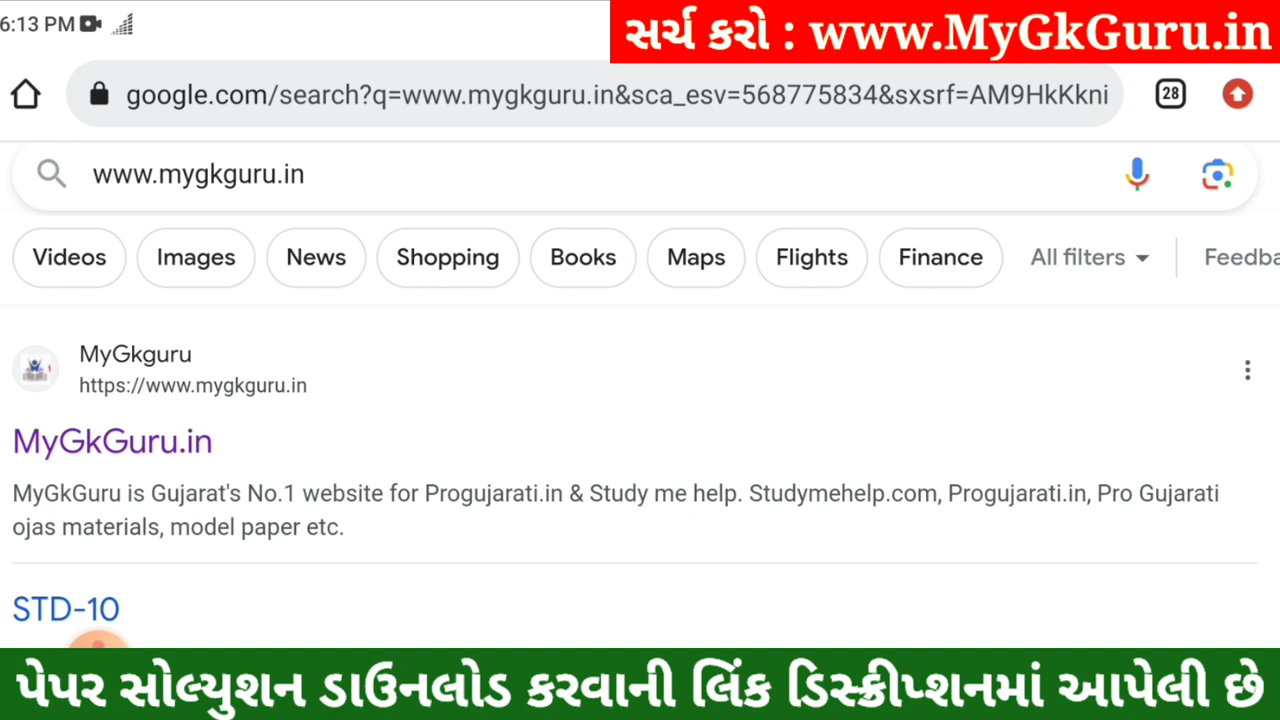 6:13 PM
સર્ચ કરો : www.MyGkGuru.in
google.com/search?q=www.mygkguru.in&sca_esv=568775834&sxsrf=AM9HkKkni
28
www.mygkguru.in
Videos Images News Shopping Books Maps Flights Finance All filters Feedba
MyGkguru
https://www.mygkguru.in
MyGkGuru.in
MyGkGuru is Gujarat's No.1 website for Progujarati.in & Study me help. Studymehelp.com, Progujarati.in, Pro Gujarati
ojas materials, model paper etc.
STD-10
પેપર સોલ્યુશન ડાઉનલોડ કરવાની લિંક ડિસ્ક્રીપ્શનમાં આપેલી છે